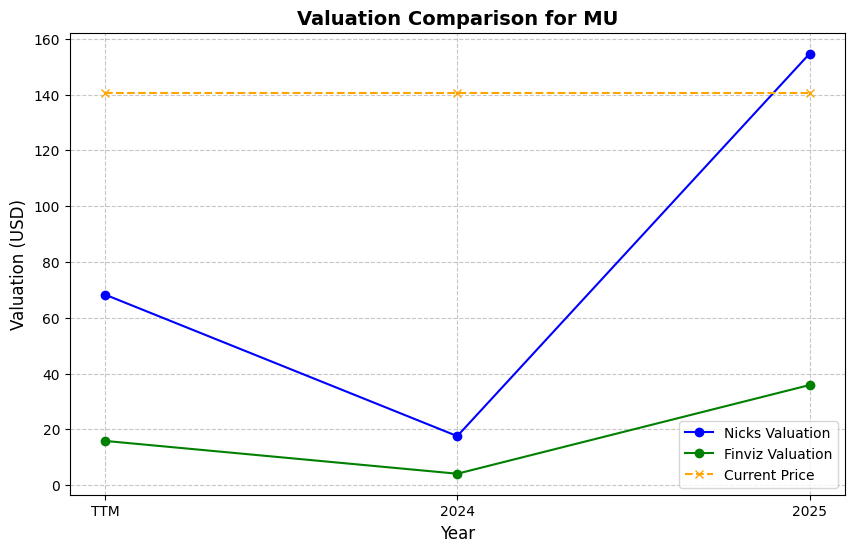 Valuation Comparison for MU
Valuation (USD)
160
140
120
100
80
60
40
20
0
TTM
2024
2025
Year
Nicks Valuation
Finviz Valuation
Current Price